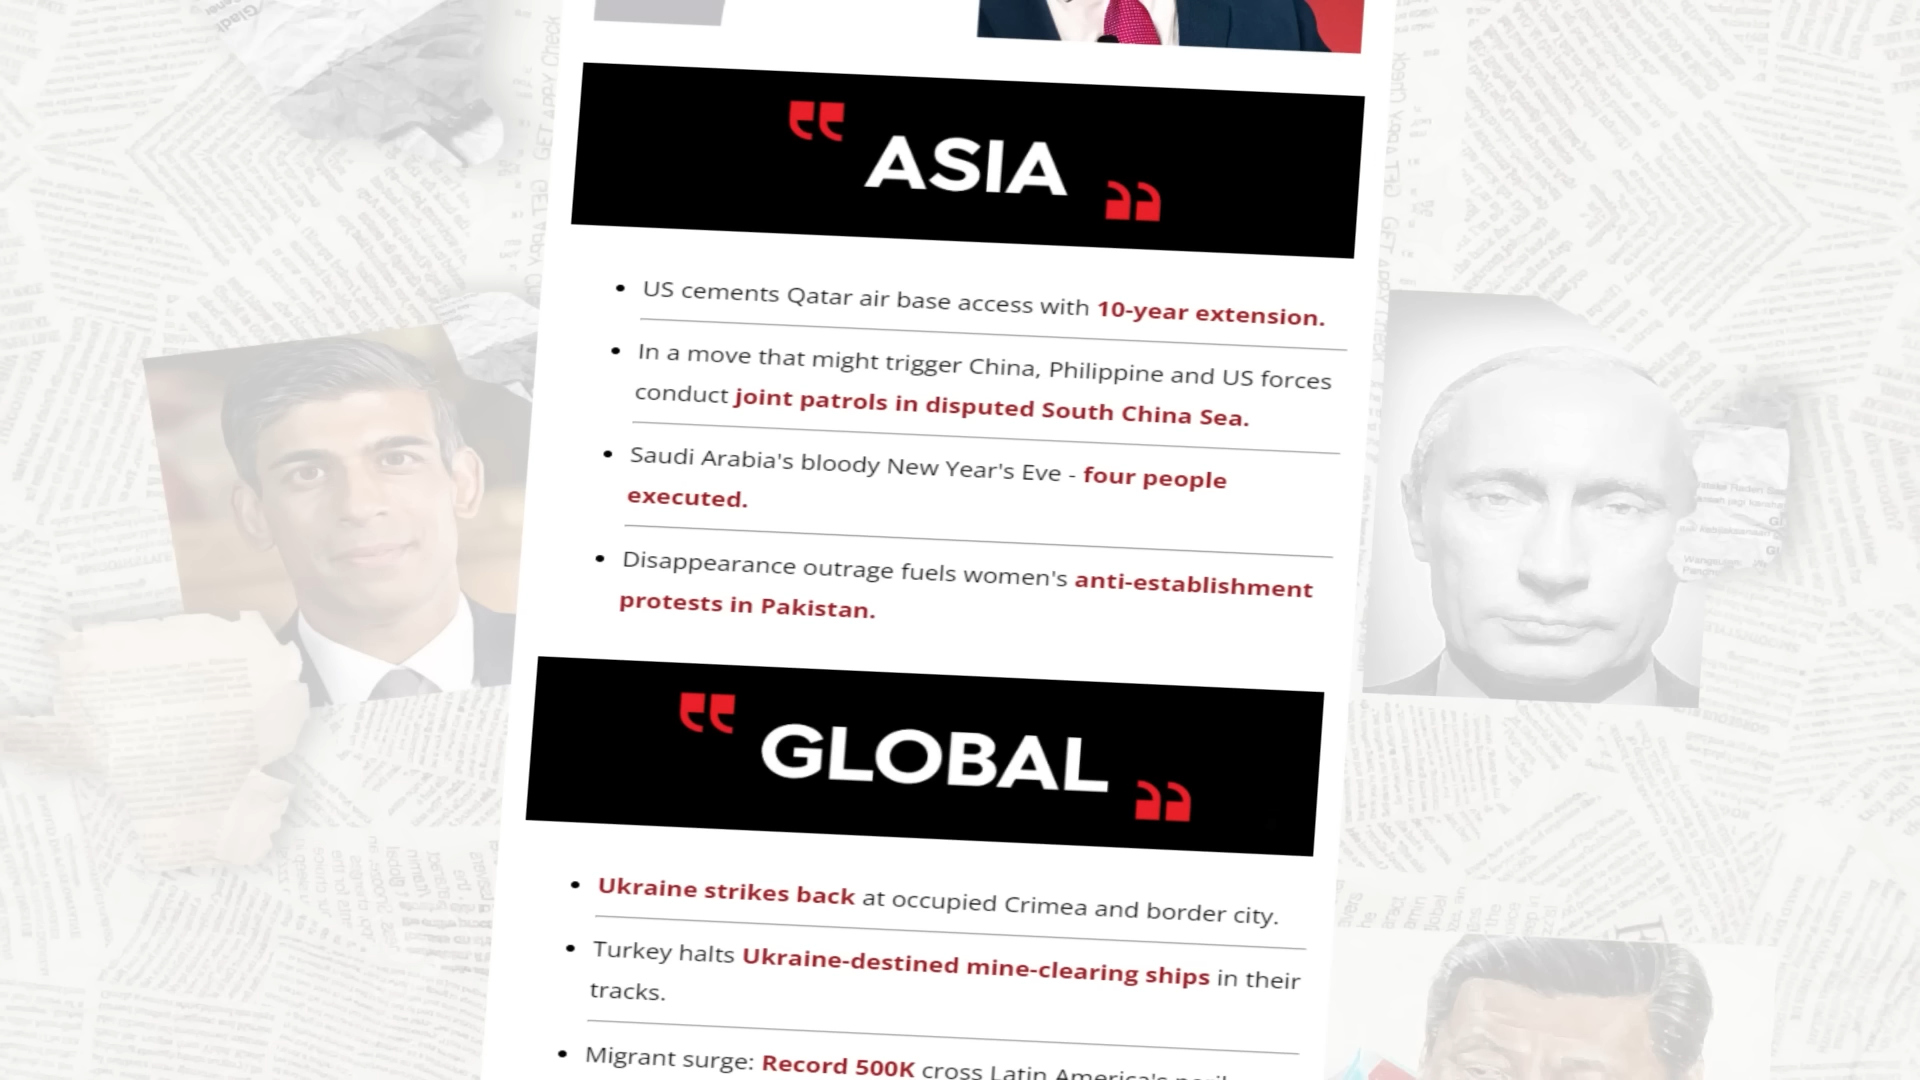 ASIA
US cements Qatar air base access with 10-year extension.
In a move that might trigger China, Philippine and US forces
conduct joint patrols in disputed South China Sea.
Saudi Arabia's bloody New Year's Eve - four people
executed.
Disappearance outrage fuels women's anti-establishment
protests in Pakistan.
GLOBAL
Ukraine strikes back at occupied Crimea and border city.
Turkey halts Ukraine-destined mine-clearing ships in their
tracks.
Migrant surge: Record 500K cross Latin America's